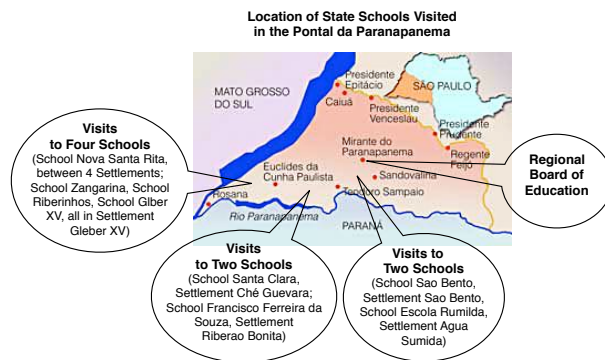 Location of State Schools Visited
in the Pontal da Paranapanema
MATO GROSSO
DO SUL
Presidente
Epitácio
Caiuá
SÃO PAULO
Presidente
Venceslau
Presidente
Prudente
Regente
Feijó
Mirante do
Paranapanema
Sandovalina
Euclides da
Cunha Paulista
Teodoro Sampaio
Rosana
Rio Paranapanema
PARANÁ
Visits
to Four Schools
(School Nova Santa Rita,
between 4 Settlements;
School Zangarina, School
Riberinhos, School Glber
XV, all in Settlement
Gleber XV)
Regional
Board of
Education
Visits
to Two Schools
(School Santa Clara,
Settlement Ché Guevara;
School Francisco Ferreira da
Souza, Settlement
Riberao Bonita)
Visits to
Two Schools
(School Sao Bento,
Settlement Sao Bento,
School Escola Rumilda,
Settlement Agua
Sumida)